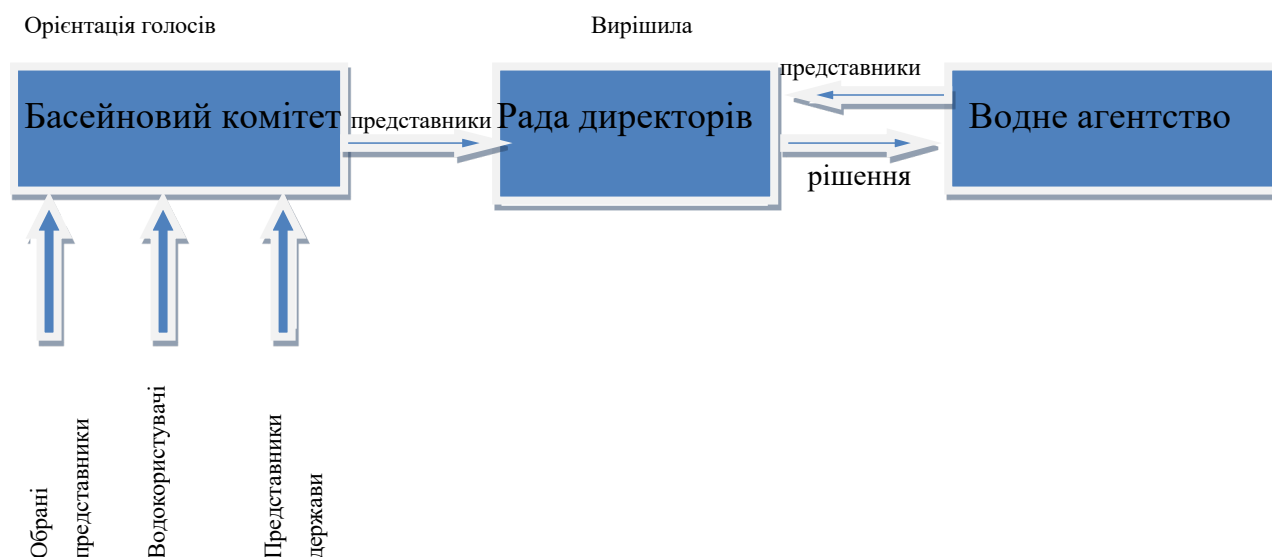 Орієнтація голосів
Вирішила
представники
Басейновий комітет
представники
Рада директорів
Водне агентство
рішення
Обрані
представники
Водокористувачі
Представники
держави